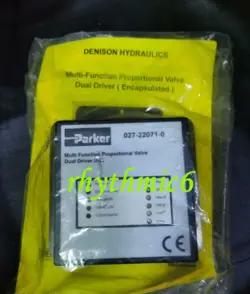 DENISON HYDRAULICS
Multi-Function Proportional Valve
Dual Driver ( Encapsulated )
Parker
027-22071-0
Multi Function Proportional Valve
Dual Driver
rhythmic6
CE